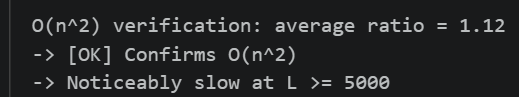 O(n^2) verification: average ratio = 1.12
-> [OK] Confirms O(n^2)
-> Noticeably slow at L >= 5000